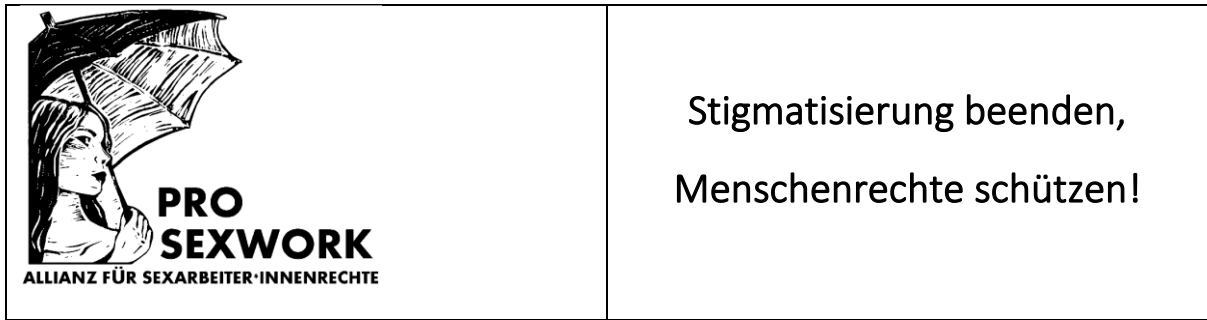 PRO
SEXWORK
ALLIANZ FÜR SEXARBEITER·INNENRECHTE
Stigmatisierung beenden,
Menschenrechte schützen!